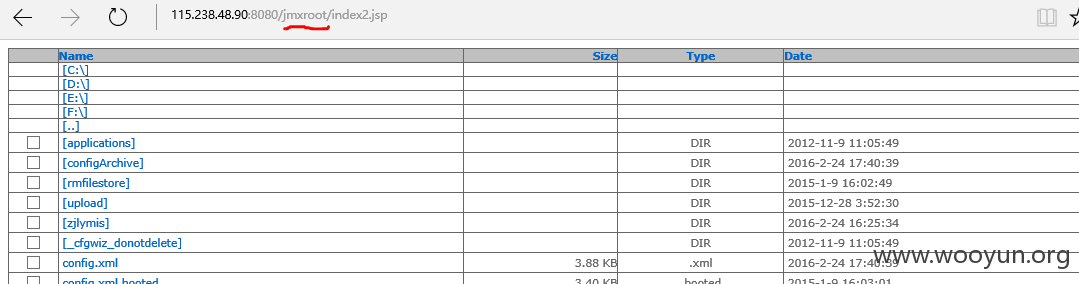 115.238.48.90:8080/jmxroot/index2.jsp
Name Size Type Date
[C:\]
[D:\]
[E:\]
[F:\]
[..]
[applications] DIR 2012-11-9 11:05:49
[configArchive] DIR 2016-2-24 17:40:39
[rmfilestore] DIR 2015-1-9 16:02:49
[upload] DIR 2015-12-28 3:52:30
[zjlymis] DIR 2016-2-24 16:25:34
[_cfgwiz_donotdelete] DIR 2012-11-9 11:05:49
config.xml 3.88 KB .xml 2016-2-24 17:40:39
www.wooyun.org
config.xml.booted 3.40 KB .booted 2015-1-9 16:03:01